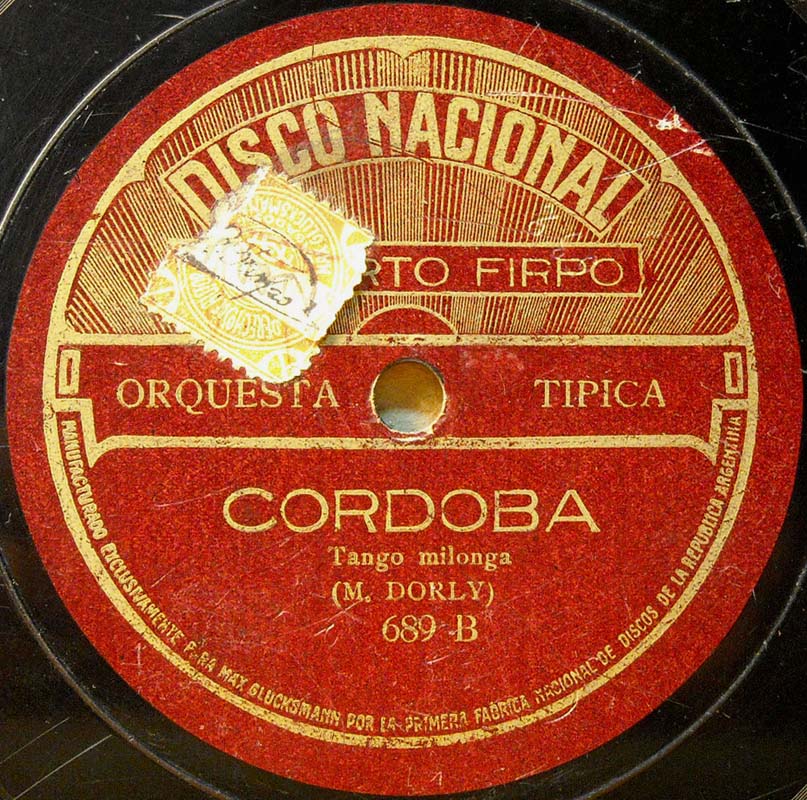 DISCO NACIONAL
RTO FIRPO
ORQUESTA TIPICA
CORDOBA
Tango milonga
(M. DORLY)
689 B
MANUFACTURADO EXCLUSIVAMENTE P RA MAX GLUCKSMANN POR LA PRIMERA FABRICA NACIONAL DE DISCOS DE LA REPUBLICA ARGENTINA